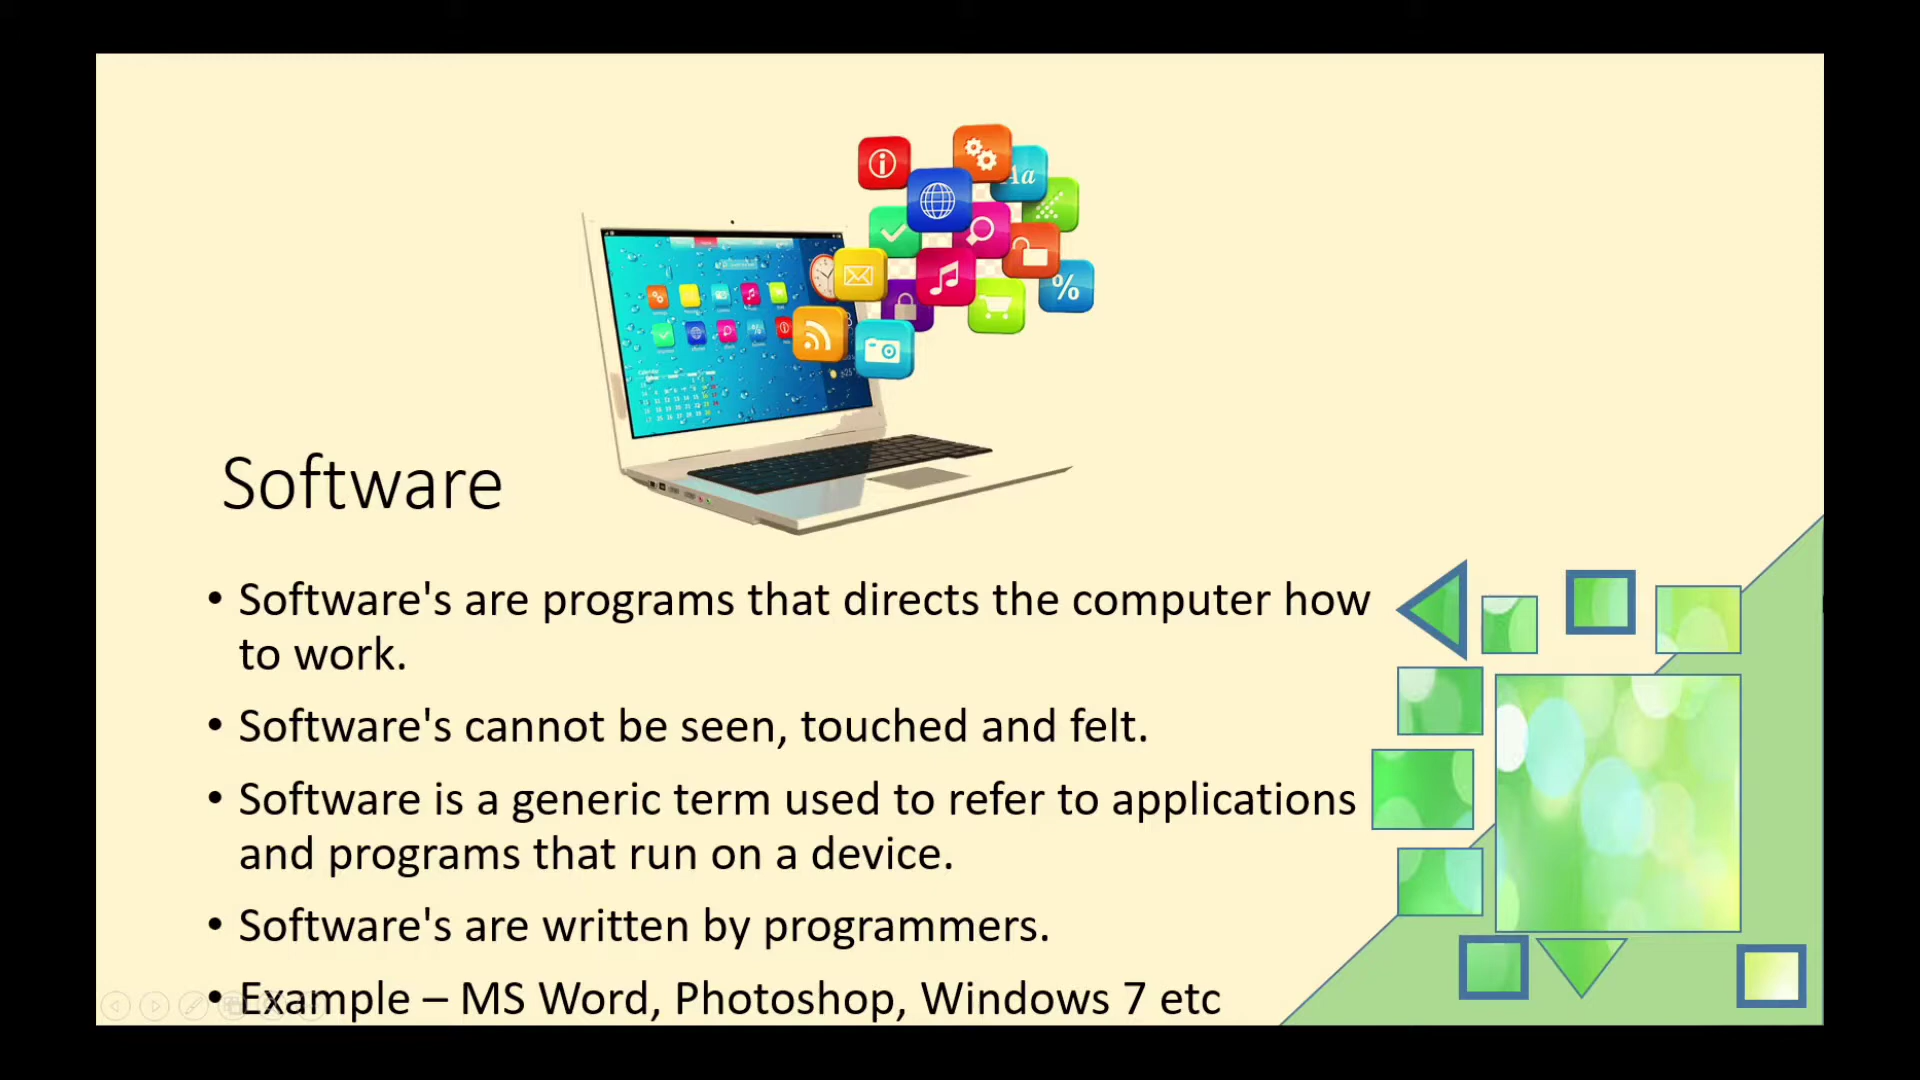 Aa
%
Software
• Software's are programs that directs the computer how
to work.
• Software's cannot be seen, touched and felt.
• Software is a generic term used to refer to applications
and programs that run on a device.
• Software's are written by programmers.
• Example – MS Word, Photoshop, Windows 7 etc